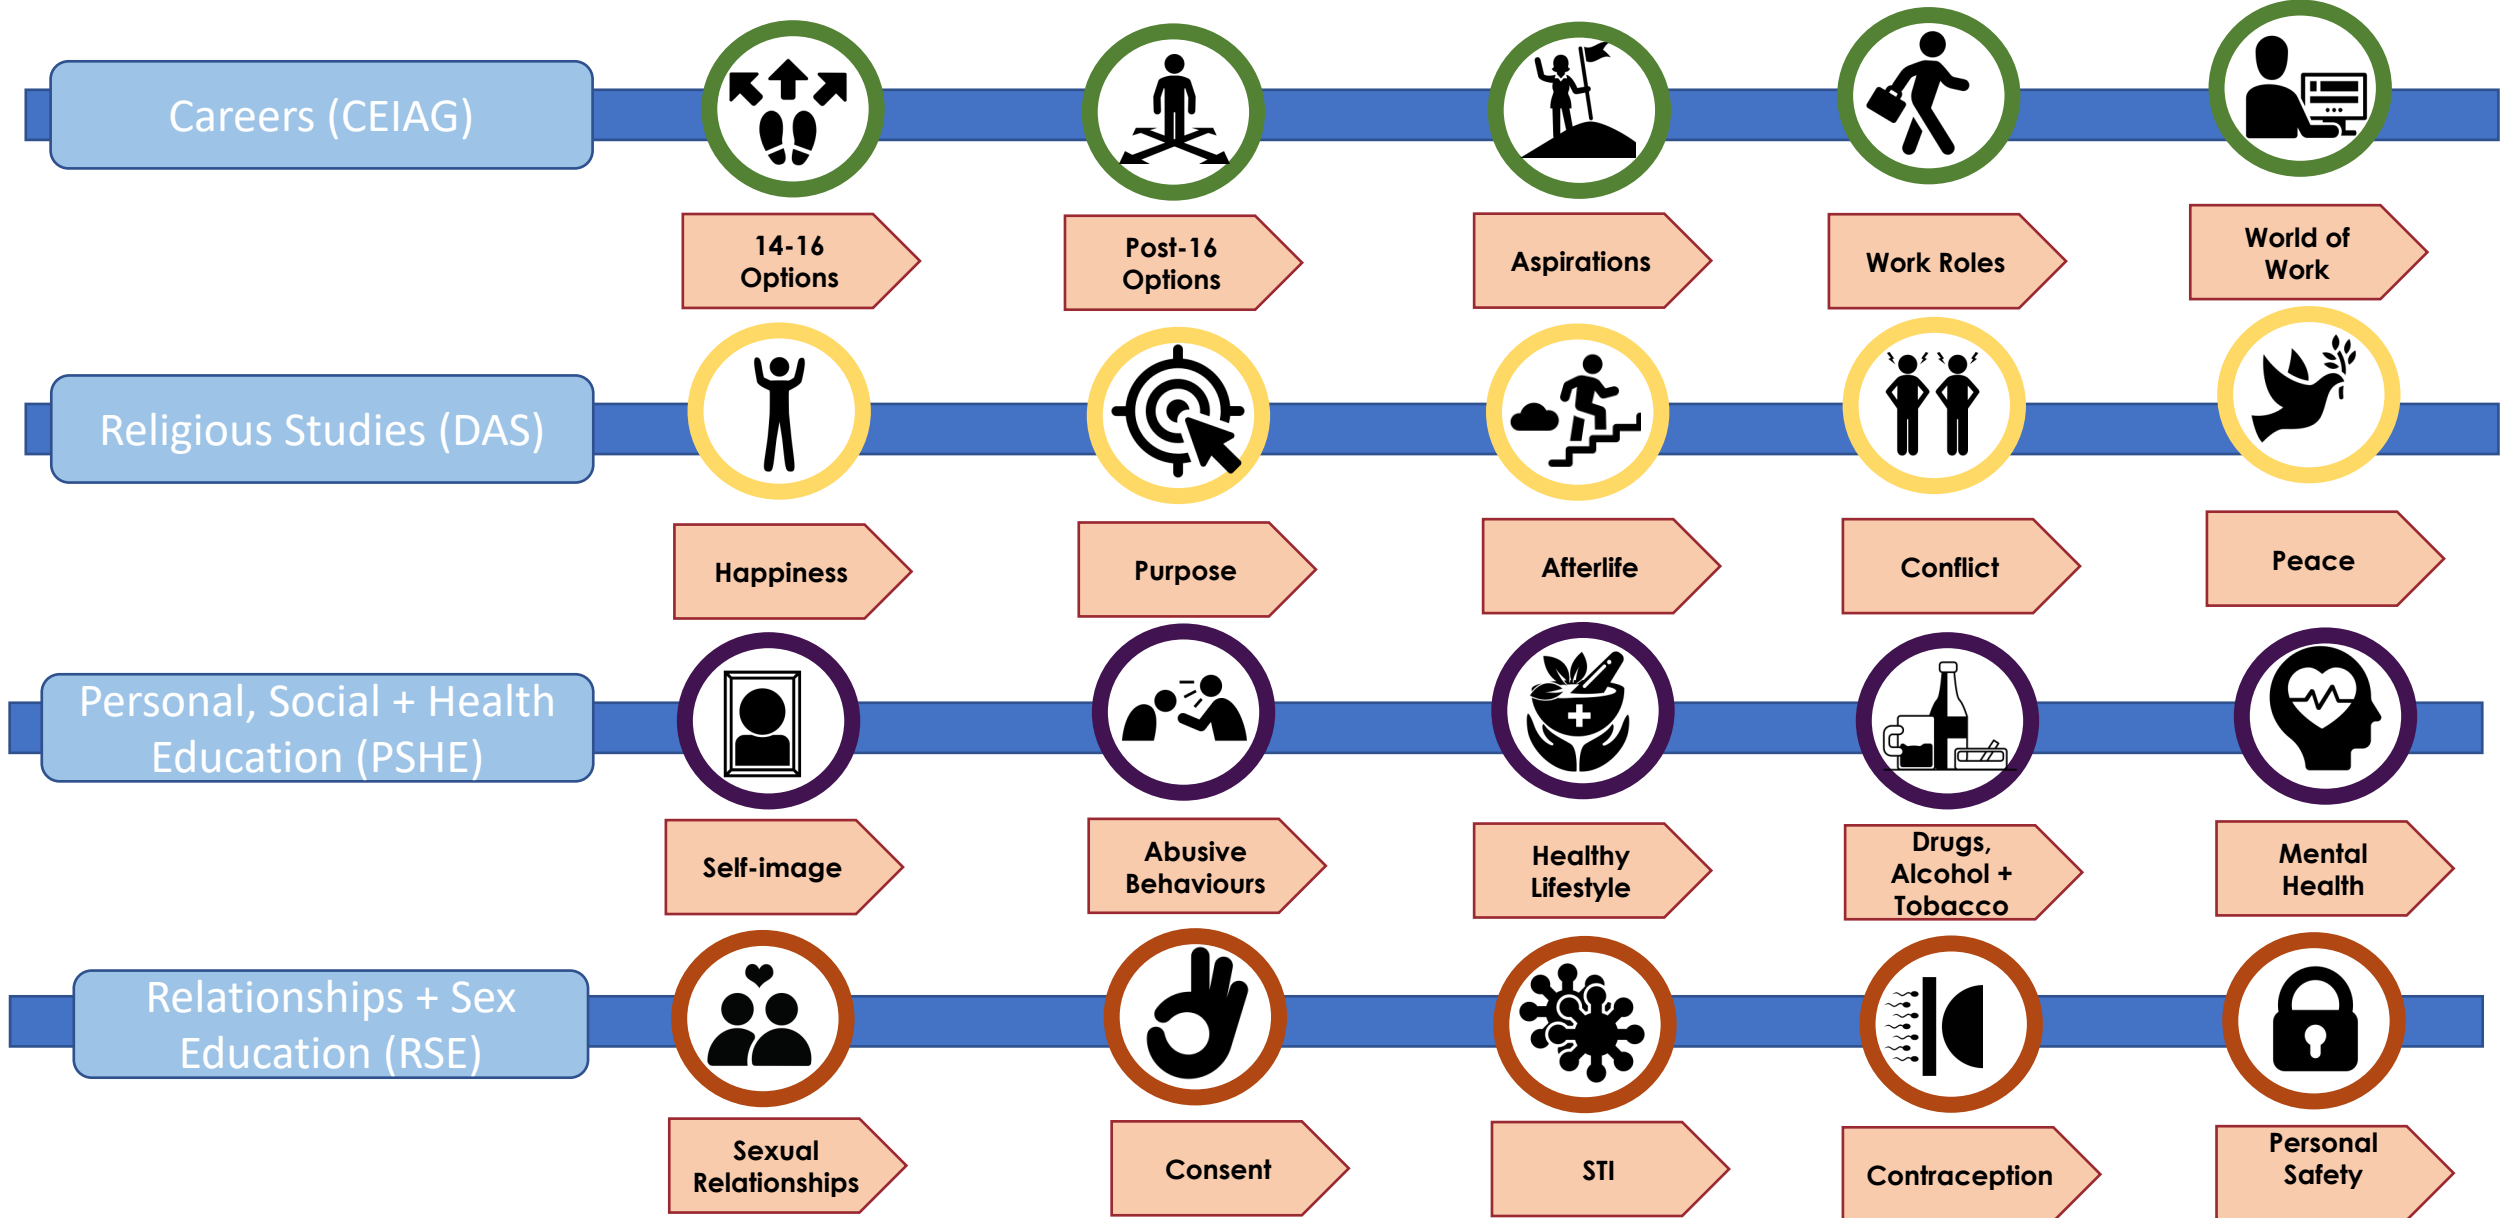 Careers (CEIAG)
14-16
Options
Post-16
Options
Aspirations
Work Roles
World of
Work
Religious Studies (DAS)
Happiness
Purpose
Afterlife
Conflict
Peace
Personal, Social + Health
Education (PSHE)
Self-image
Abusive
Behaviours
Healthy
Lifestyle
Drugs,
Alcohol +
Tobacco
Mental
Health
Relationships + Sex
Education (RSE)
Sexual
Relationships
Consent
STI
Contraception
Personal
Safety